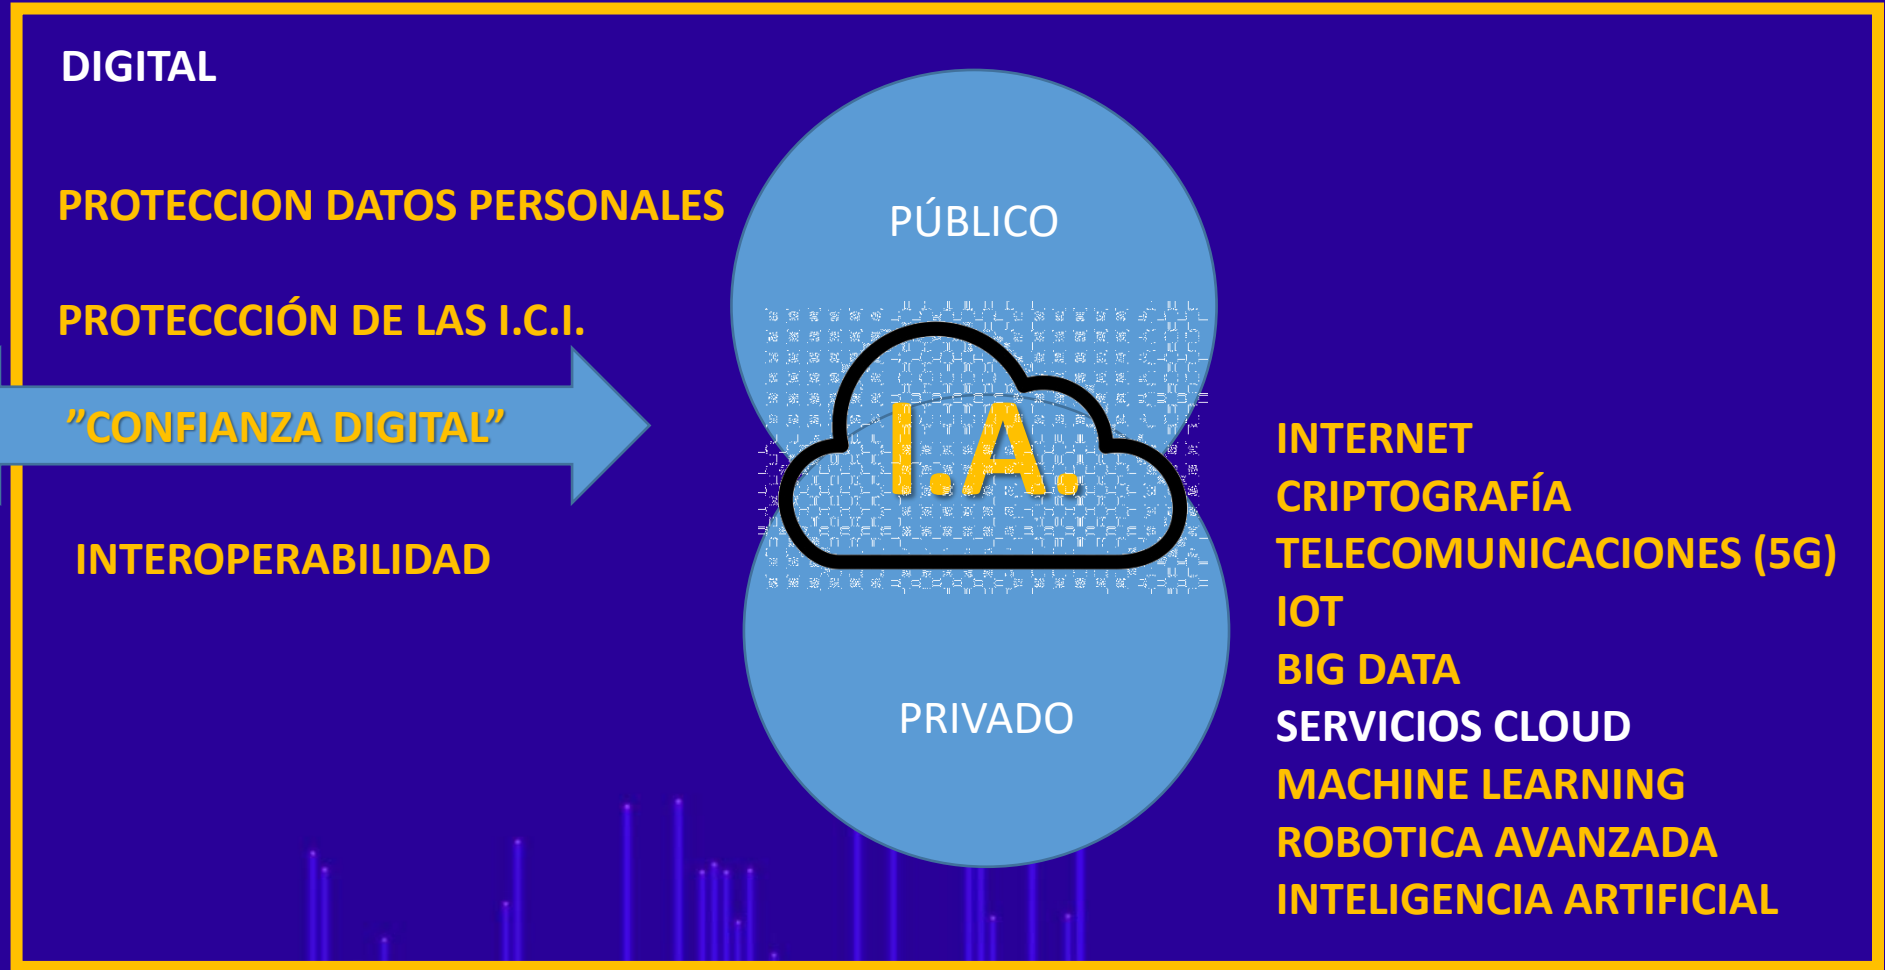 DIGITAL
PROTECCION DATOS PERSONALES
PROTECCCIÓN DE LAS I.C.I.
”CONFIANZA DIGITAL”
INTEROPERABILIDAD
PÚBLICO
I.A.
PRIVADO
INTERNET
CRIPTOGRAFÍA
TELECOMUNICACIONES (5G)
IOT
BIG DATA
SERVICIOS CLOUD
MACHINE LEARNING
ROBOTICA AVANZADA
INTELIGENCIA ARTIFICIAL